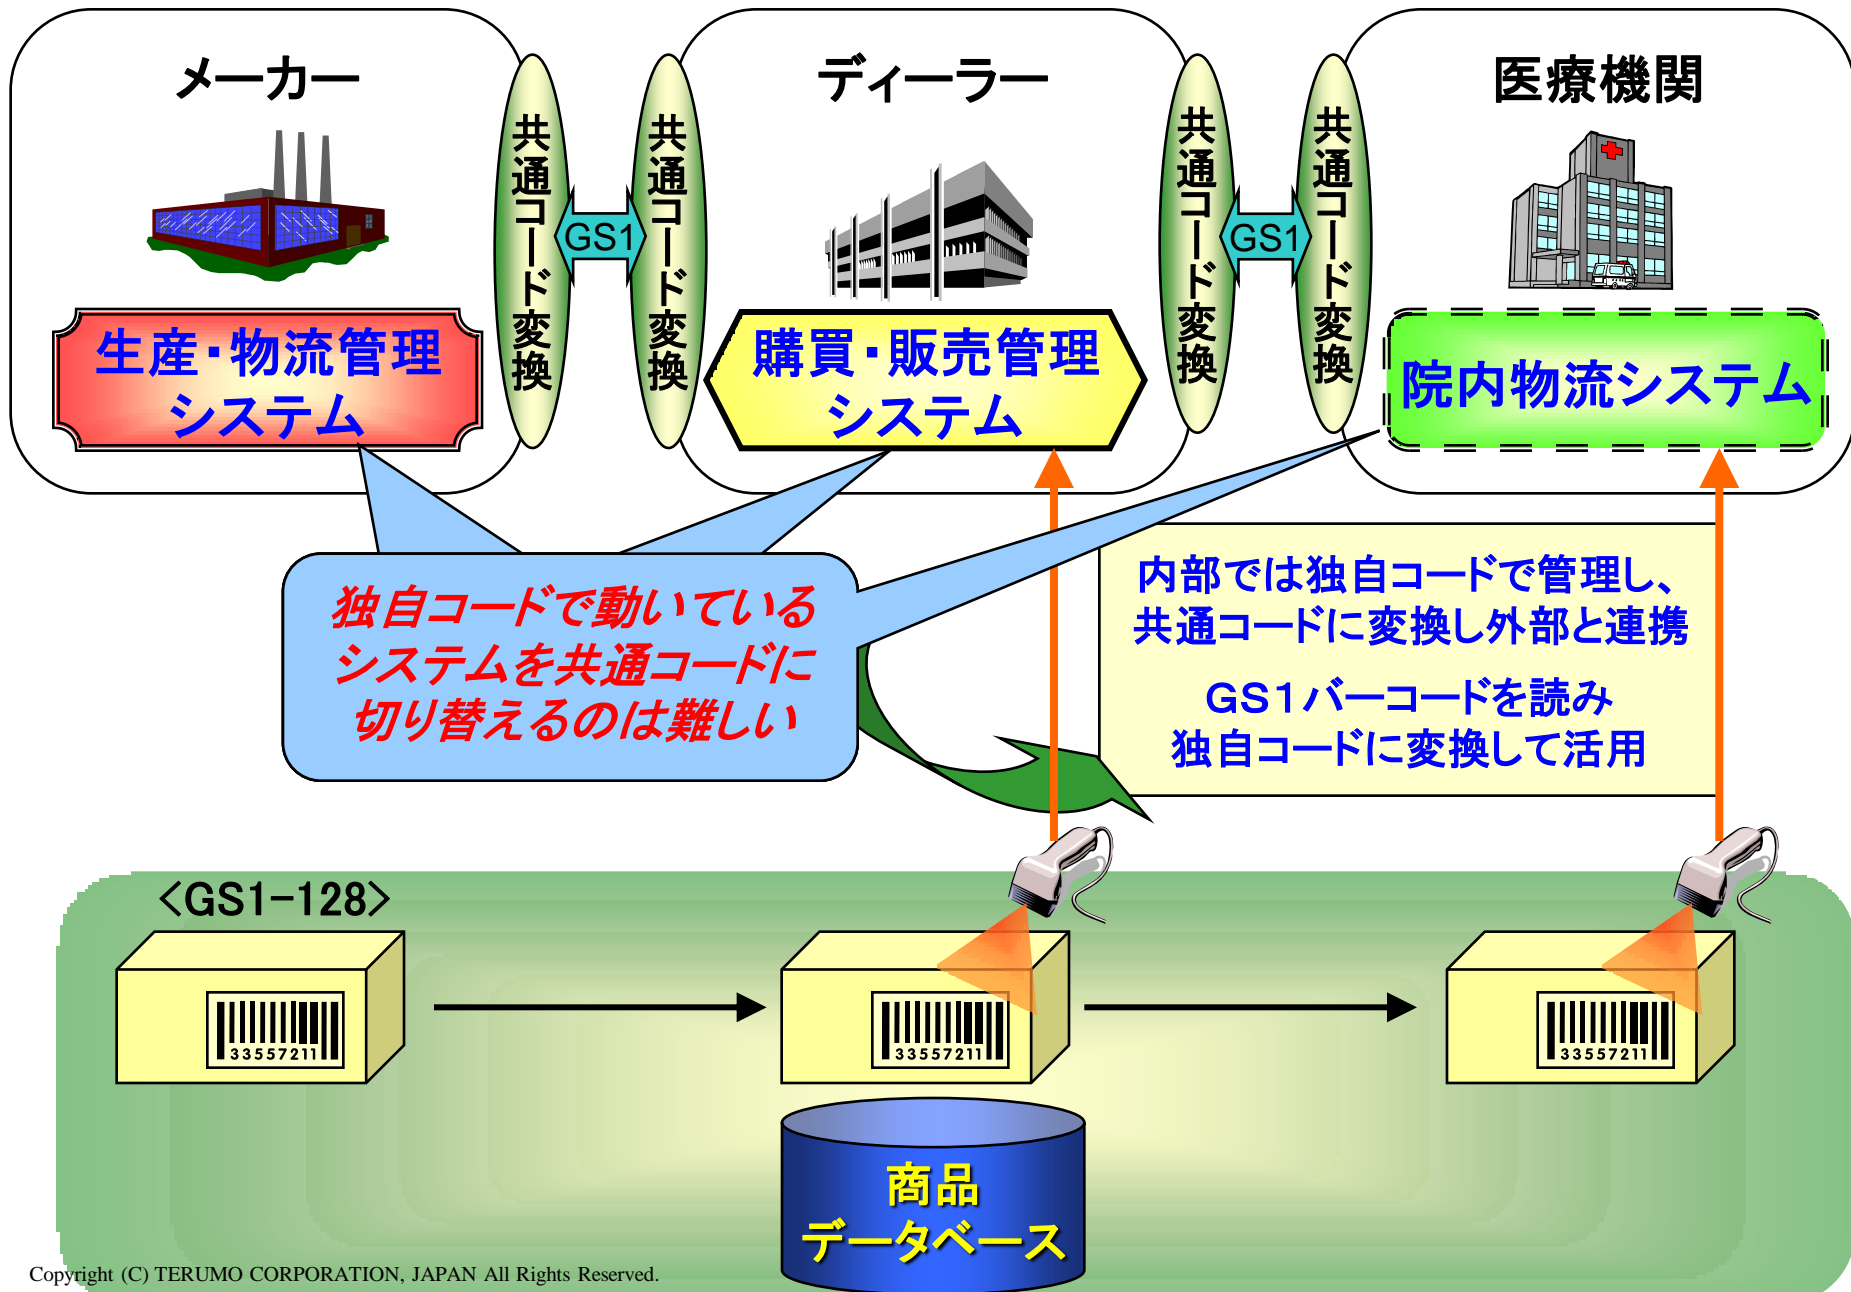 メーカー
ディーラー
医療機関
共通コード変換
共通コード変換
共通コード変換
共通コード変換
GS1
GS1
生産・物流管理
システム
購買・販売管理
システム
院内物流システム
独自コードで動いている
システムを共通コードに
切り替えるのは難しい
内部では独自コードで管理し、
共通コードに変換し外部と連携
GS1バーコードを読み
独自コードに変換して活用
<GS1-128>
33557211
33557211
33557211
商品
データベース
Copyright (C) TERUMO CORPORATION, JAPAN All Rights Reserved.